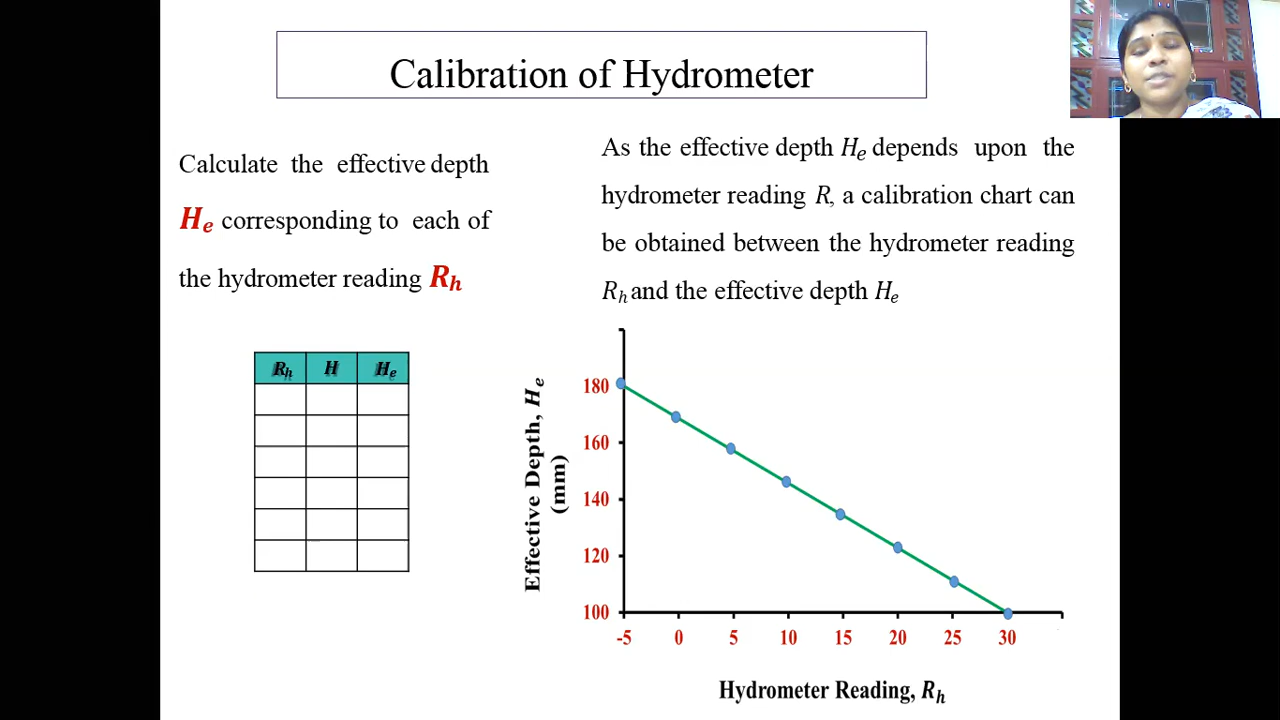 Calibration of Hydrometer
Calculate the effective depth
Hₑ corresponding to each of
the hydrometer reading Rₕ
As the effective depth Hₑ depends upon the
hydrometer reading R, a calibration chart can
be obtained between the hydrometer reading
Rₕ and the effective depth Hₑ
Rₕ H Hₑ
Effective Depth, Hₑ
(mm)
180
160
140
120
100
-5 0 5 10 15 20 25 30
Hydrometer Reading, Rₕ